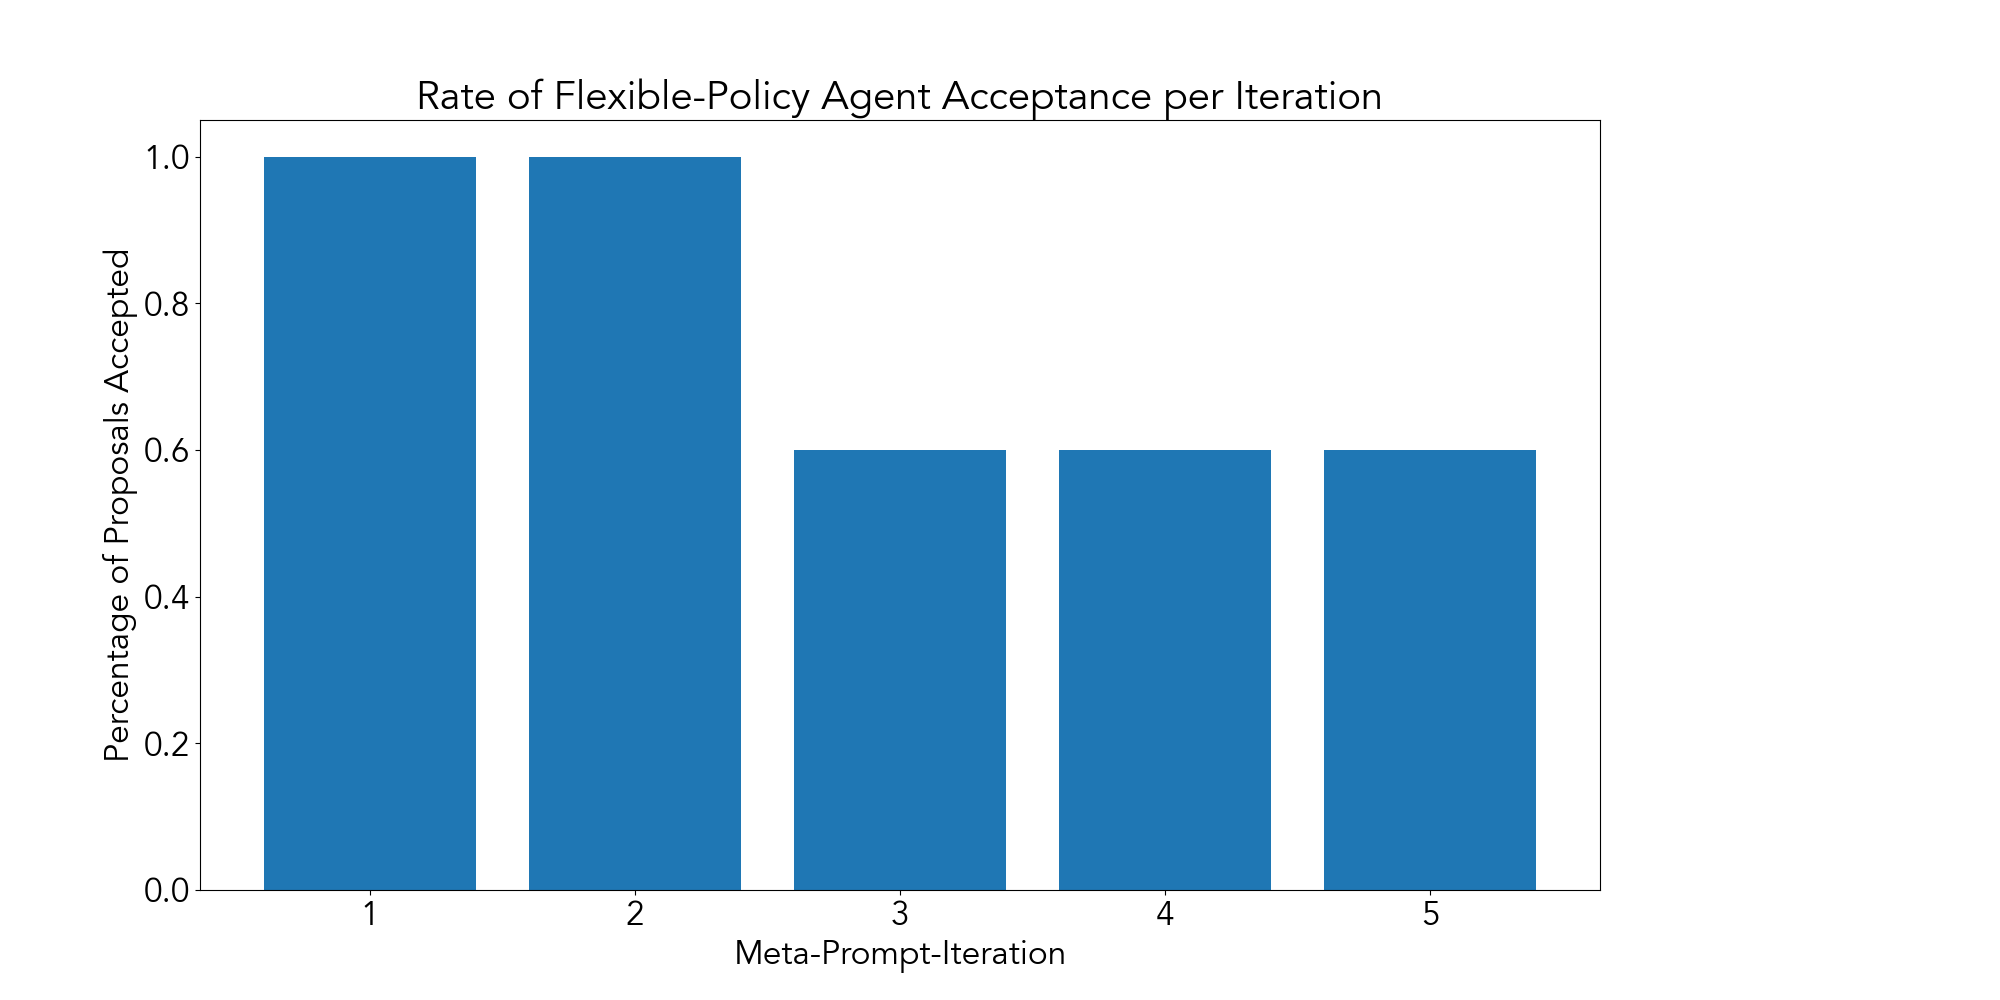 Rate of Flexible-Policy Agent Acceptance per Iteration
Percentage of Proposals Accepted
1.0
0.8
0.6
0.4
0.2
0.0
1 2 3 4 5
Meta-Prompt-Iteration